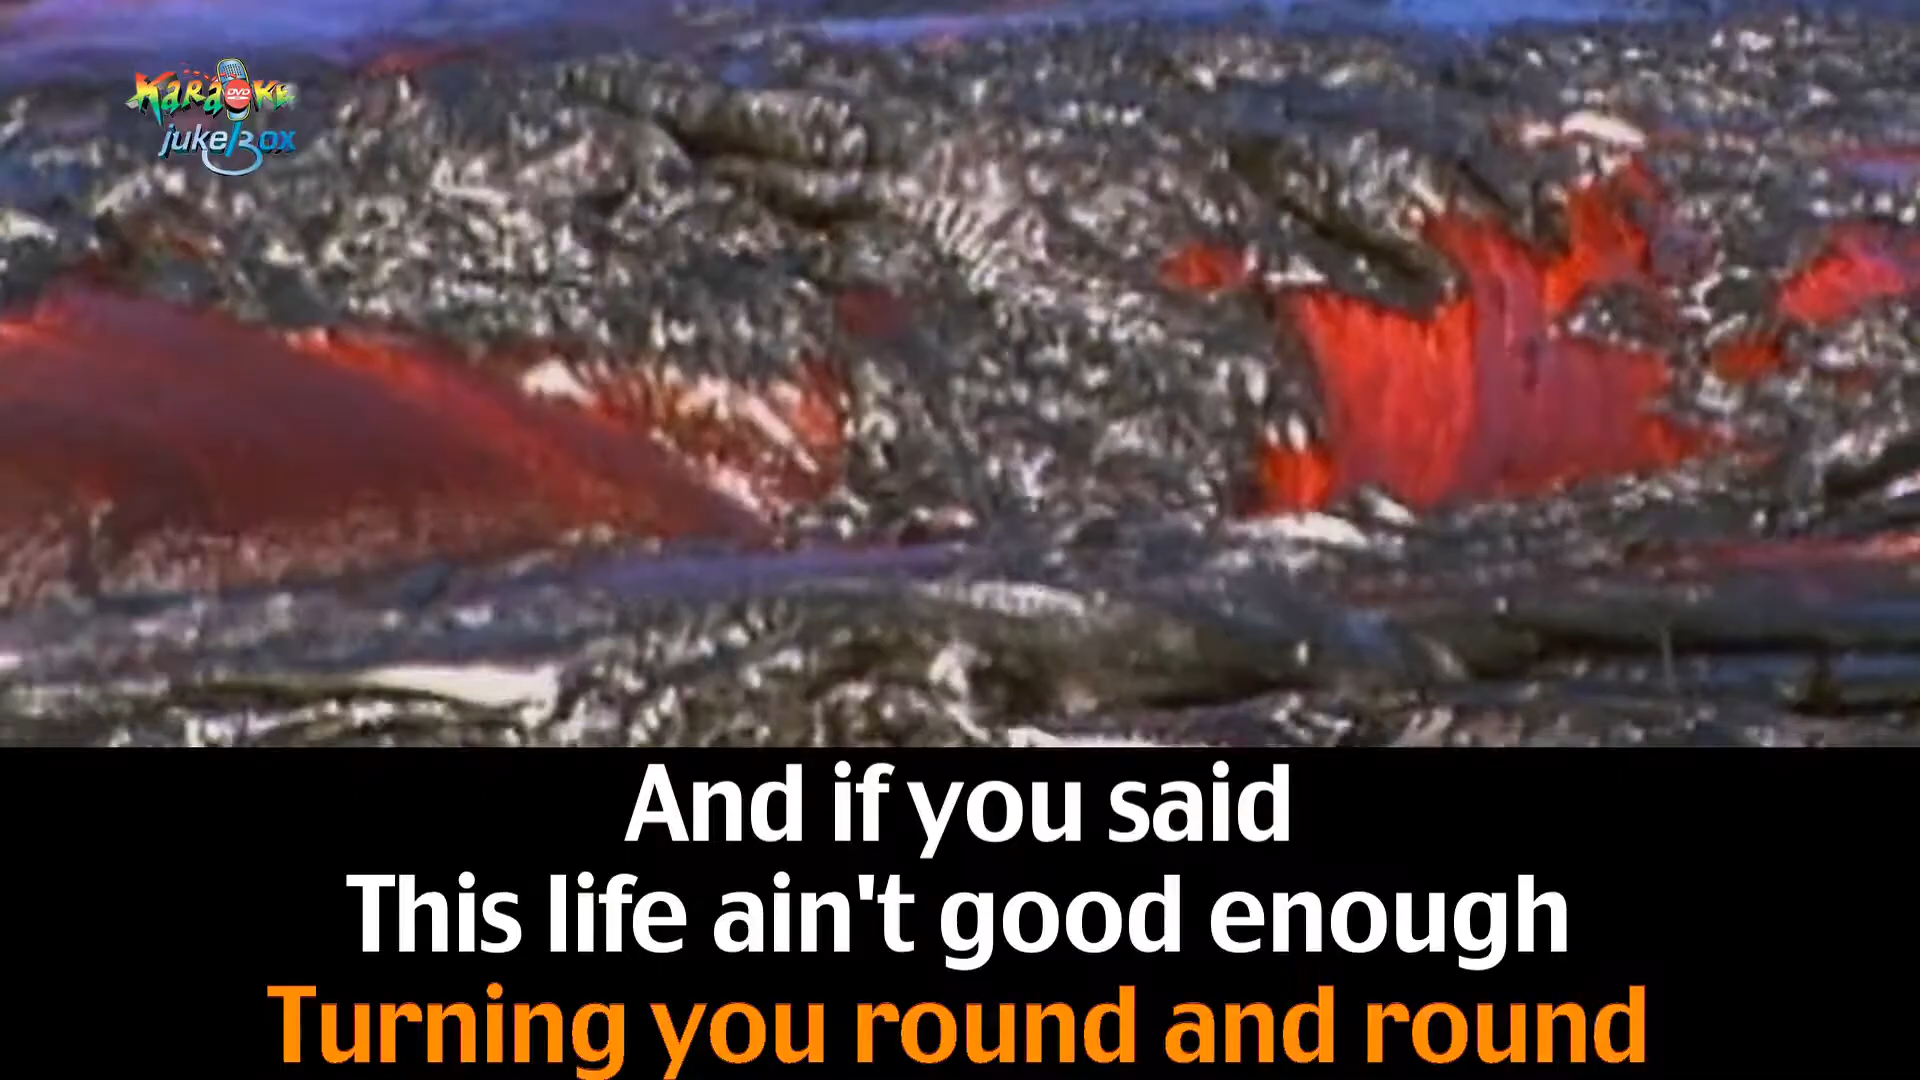 KaraOKe
DVD
jukeBox
And if you said
This life ain't good enough
Turning you round and round